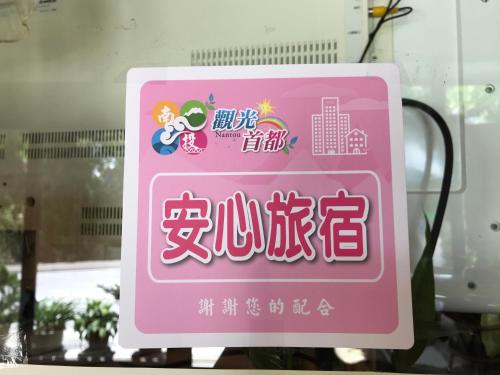 南投
觀光
Nantou
首都
安心旅宿
謝謝您的配合